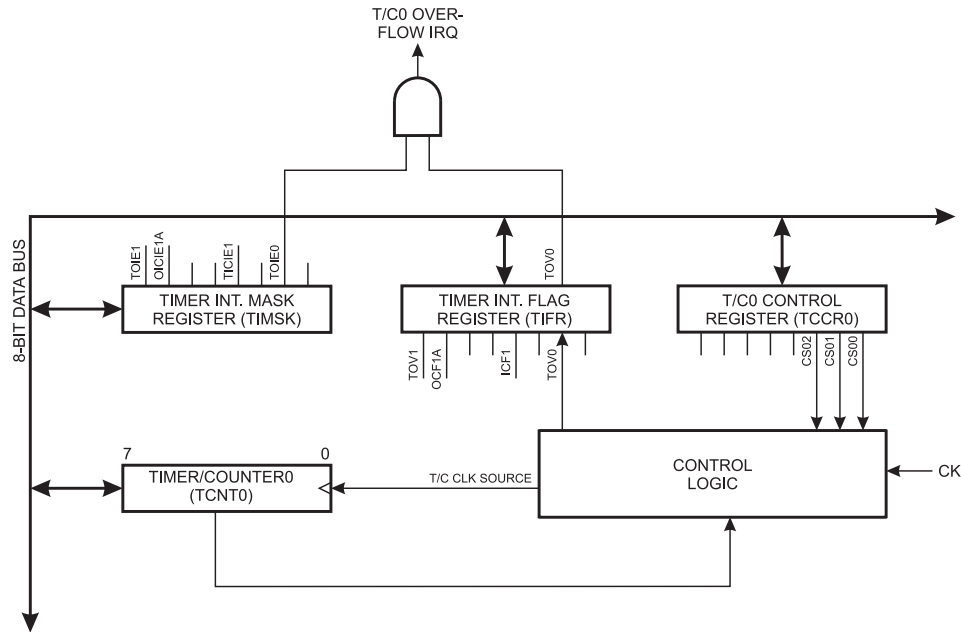 T/C0 OVER-
FLOW IRQ
8-BIT DATA BUS
TOIE1
OICIE1A
TICIE1
TOIE0
TOV0
TIMER INT. MASK
REGISTER (TIMSK)
TIMER INT. FLAG
REGISTER (TIFR)
T/C0 CONTROL
REGISTER (TCCR0)
TOV1
OCF1A
ICF1
TOV0
CS02
CS01
CS00
7
0
TIMER/COUNTER0
(TCNT0)
T/C CLK SOURCE
CONTROL
LOGIC
CK